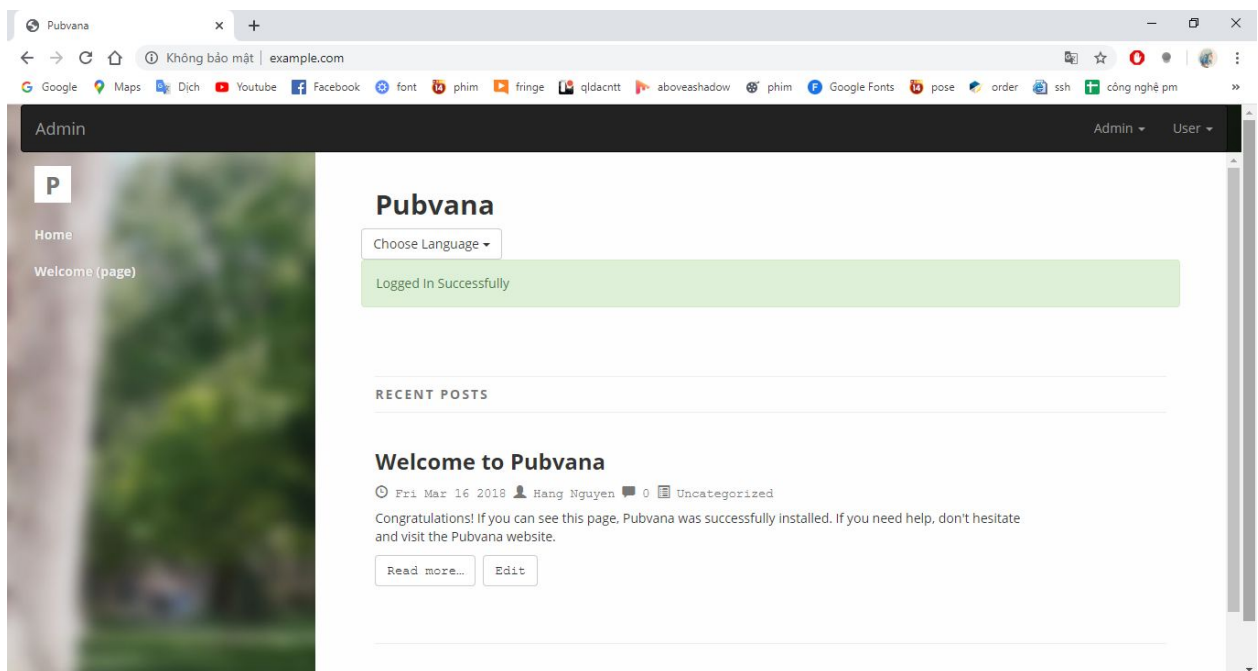 Pubvana
Không bảo mật | example.com
Google Maps Dịch Youtube Facebook font phim fringe qldacntt aboveashadow phim Google Fonts pose order ssh công nghệ pm »
Admin Admin User
P
Home
Welcome (page)
Pubvana
Choose Language
Logged In Successfully
RECENT POSTS
Welcome to Pubvana
Fri Mar 16 2018 Hang Nguyen 0 Uncategorized
Congratulations! If you can see this page, Pubvana was successfully installed. If you need help, don't hesitate
and visit the Pubvana website.
Read more… Edit